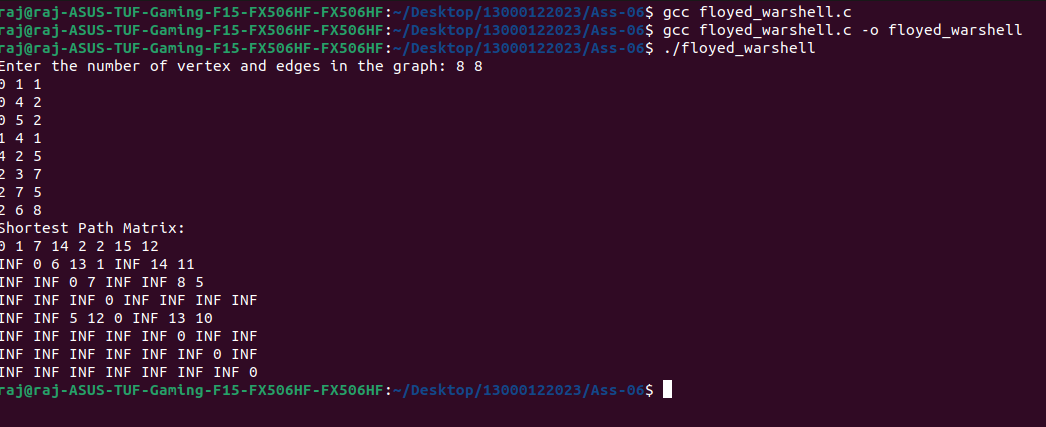 raj@raj-ASUS-TUF-Gaming-F15-FX506HF-FX506HF:~/Desktop/13000122023/Ass-06$ gcc floyed_warshell.c
raj@raj-ASUS-TUF-Gaming-F15-FX506HF-FX506HF:~/Desktop/13000122023/Ass-06$ gcc floyed_warshell.c -o floyed_warshell
raj@raj-ASUS-TUF-Gaming-F15-FX506HF-FX506HF:~/Desktop/13000122023/Ass-06$ ./floyed_warshell
Enter the number of vertex and edges in the graph: 8 8
0 1 1
0 4 2
0 5 2
1 4 1
4 2 5
2 3 7
2 7 5
2 6 8
Shortest Path Matrix:
0 1 7 14 2 2 15 12
INF 0 6 13 1 INF 14 11
INF INF 0 7 INF INF 8 5
INF INF INF 0 INF INF INF INF
INF INF 5 12 0 INF 13 10
INF INF INF INF INF 0 INF INF
INF INF INF INF INF INF 0 INF
INF INF INF INF INF INF INF 0
raj@raj-ASUS-TUF-Gaming-F15-FX506HF-FX506HF:~/Desktop/13000122023/Ass-06$